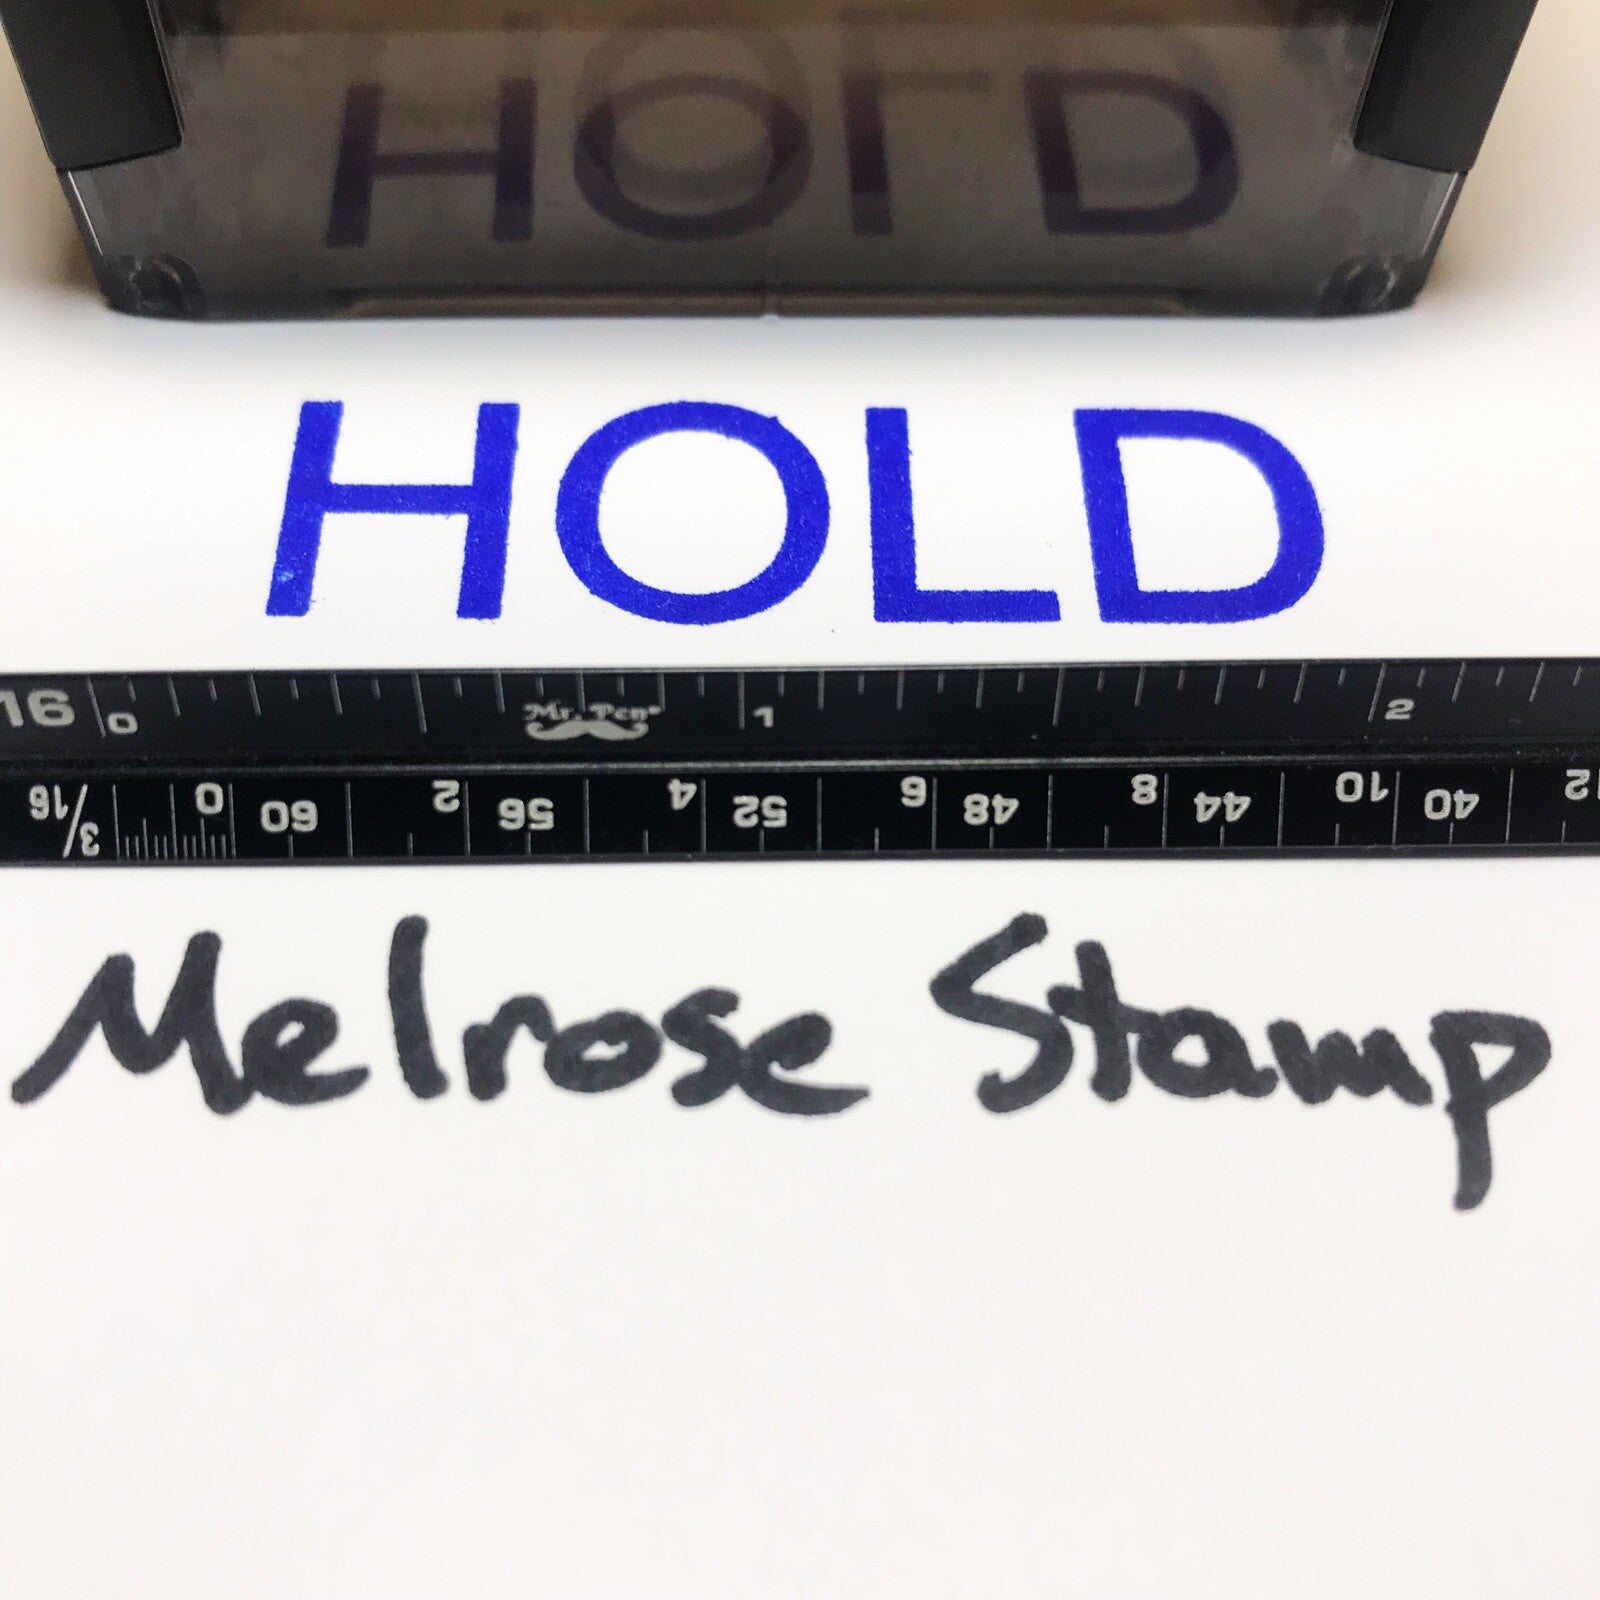 HOLD
HOLD
16 0 Mr. Pen 1 2
3/16 0 60 2 56 4 52 6 48 8 44 10 40 12
Melrose Stamp